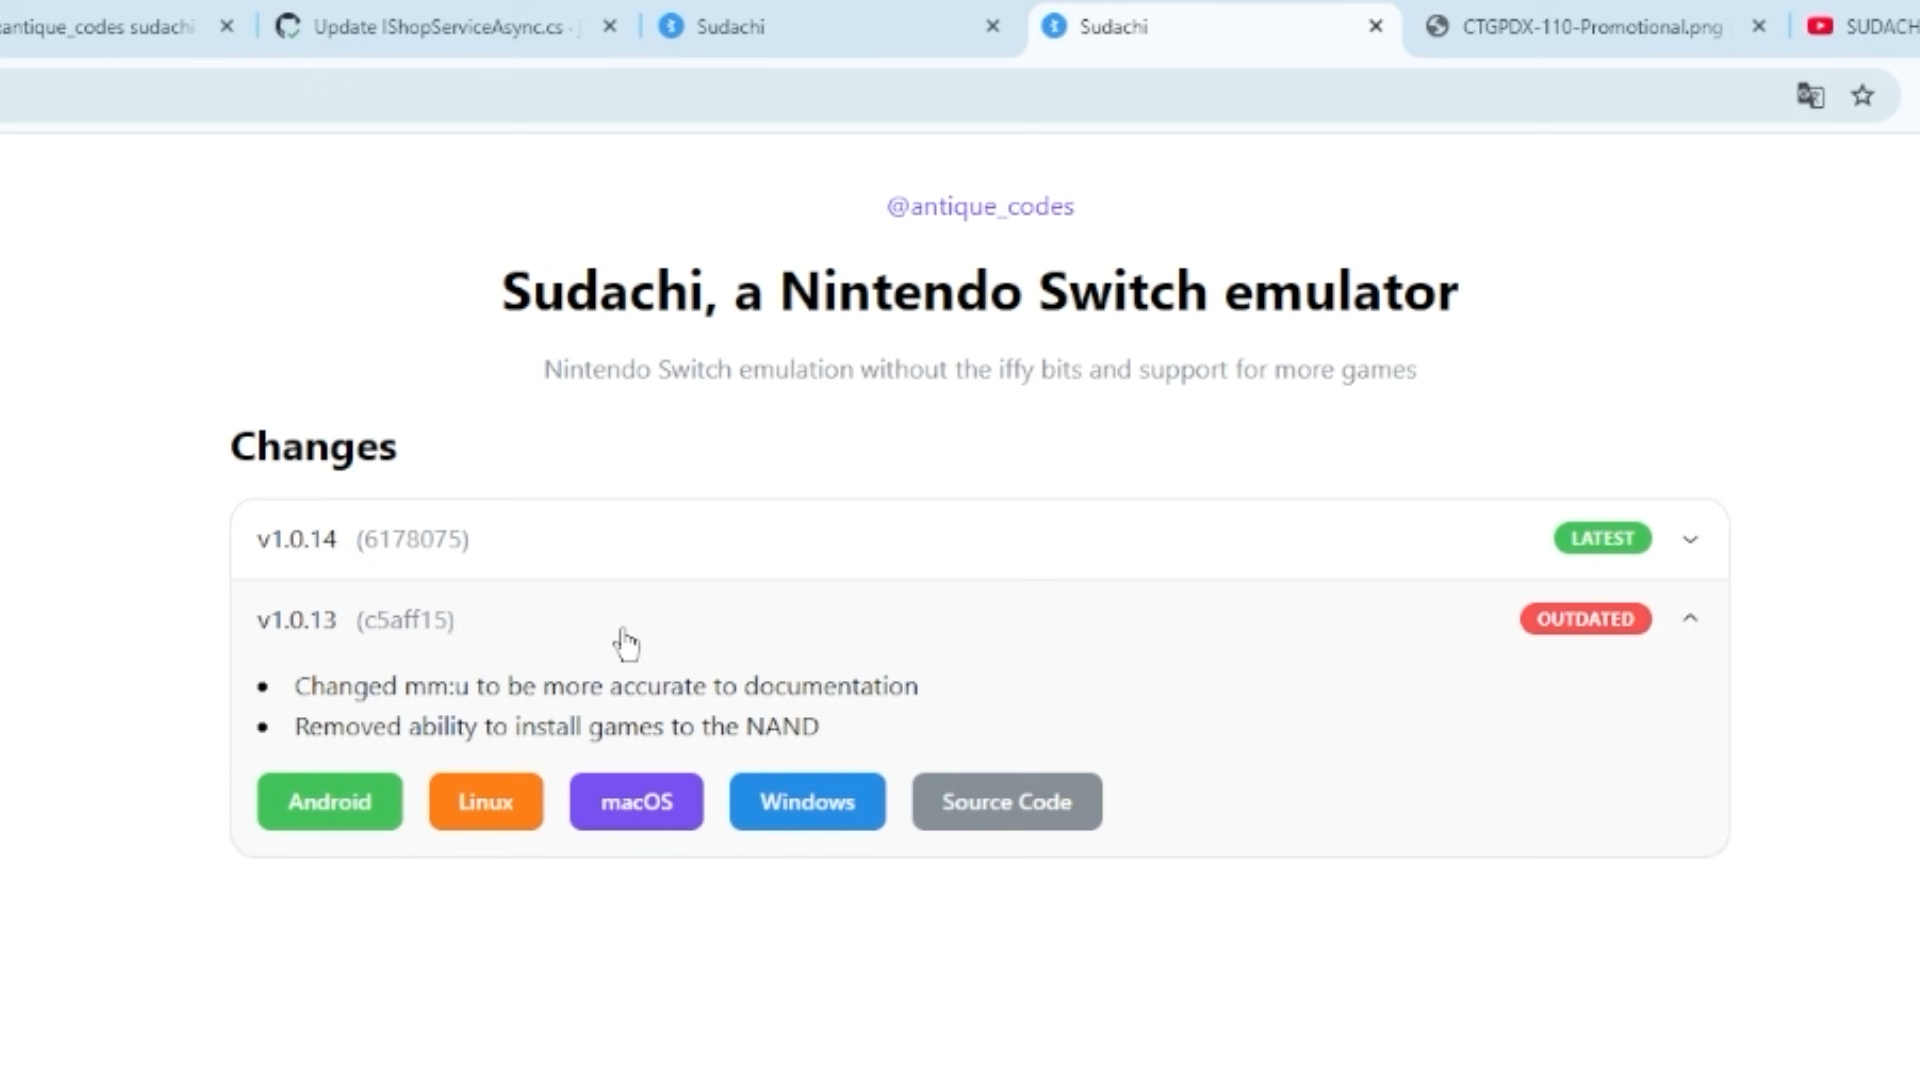 antique_codes sudachi
Update IShopServiceAsync.cs ·
Sudachi
Sudachi
CTGPDX-110-Promotional.png
SUDACH
@antique_codes
Sudachi, a Nintendo Switch emulator
Nintendo Switch emulation without the iffy bits and support for more games
Changes
v1.0.14 (6178075)
LATEST
v1.0.13 (c5aff15)
OUTDATED
• Changed mm:u to be more accurate to documentation
• Removed ability to install games to the NAND
Android
Linux
macOS
Windows
Source Code